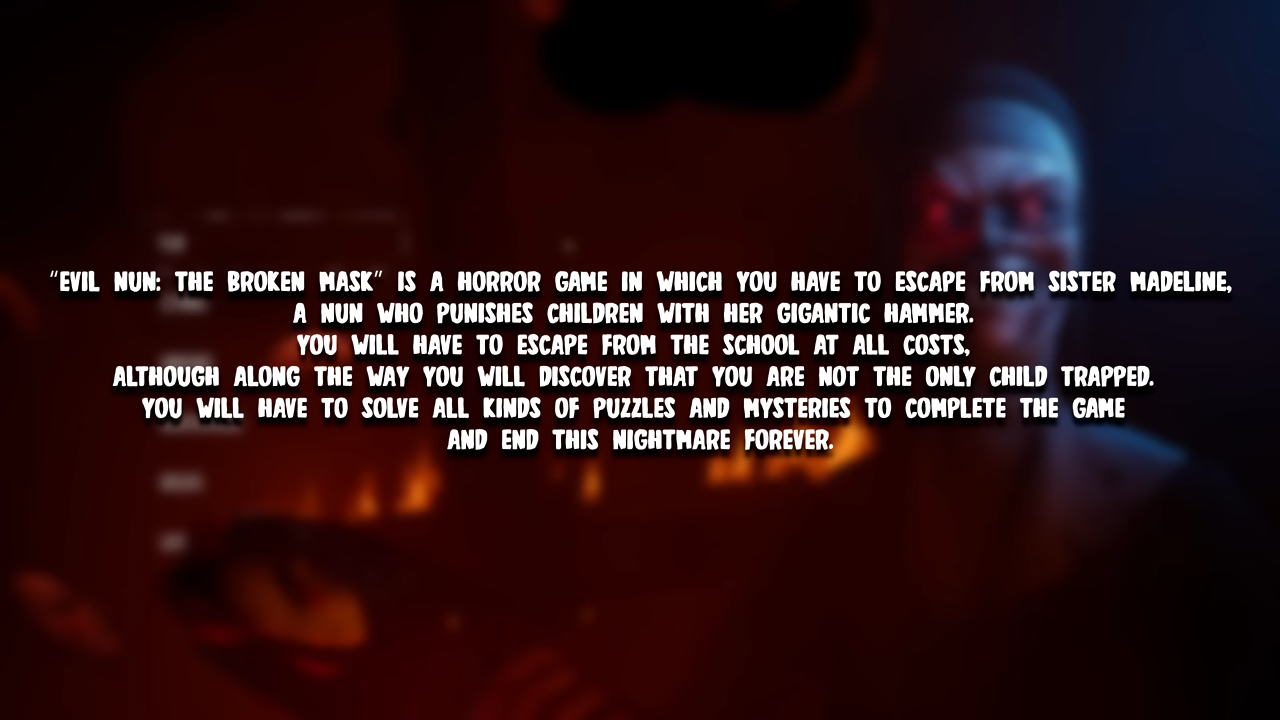 "EVIL NUN: THE BROKEN MASK" IS A HORROR GAME IN WHICH YOU HAVE TO ESCAPE FROM SISTER MADELINE,
A NUN WHO PUNISHES CHILDREN WITH HER GIGANTIC HAMMER.
YOU WILL HAVE TO ESCAPE FROM THE SCHOOL AT ALL COSTS,
ALTHOUGH ALONG THE WAY YOU WILL DISCOVER THAT YOU ARE NOT THE ONLY CHILD TRAPPED.
YOU WILL HAVE TO SOLVE ALL KINDS OF PUZZLES AND MYSTERIES TO COMPLETE THE GAME
AND END THIS NIGHTMARE FOREVER.